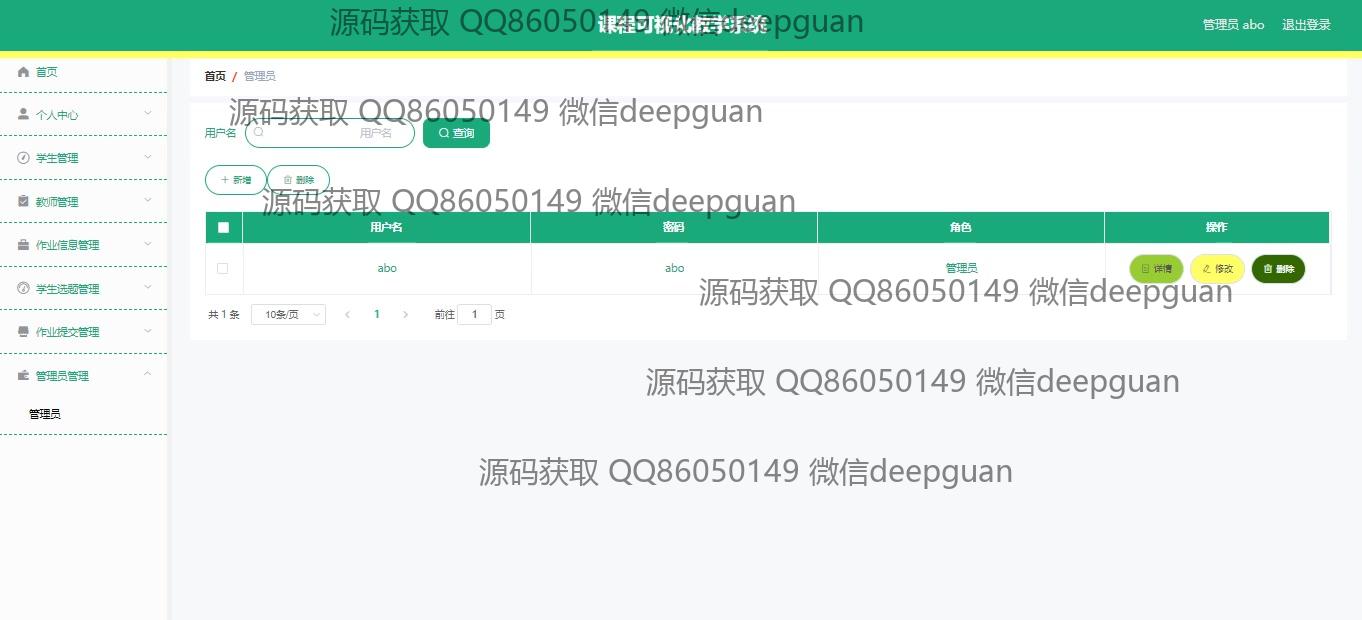 源码获取 QQ86050149 微信deepguan
课程可视化教学系统
管理员 abo 退出登录
首页
个人中心
学生管理
教师管理
作业信息管理
学生选题管理
作业提交管理
管理员管理
管理员
首页 / 管理员
源码获取 QQ86050149 微信deepguan
用户名 用户名 查询
新增 删除
源码获取 QQ86050149 微信deepguan
用户名 密码 角色 操作
abo abo 管理员 详情 修改 删除
源码获取 QQ86050149 微信deepguan
共 1 条 10条/页 1 前往 1 页
源码获取 QQ86050149 微信deepguan
源码获取 QQ86050149 微信deepguan